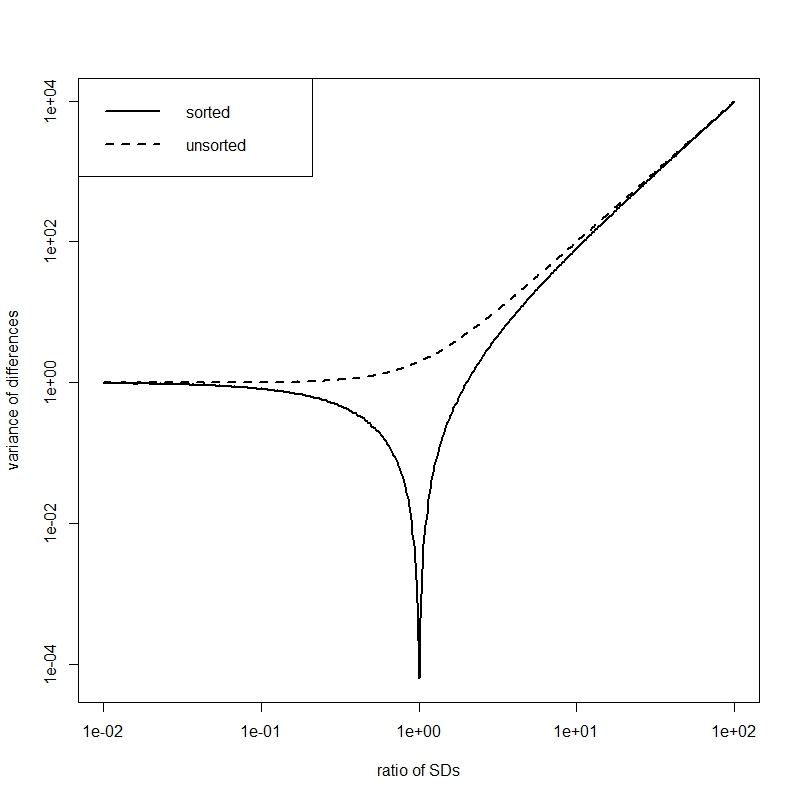 sorted
unsorted
1e+04
1e+02
1e+00
1e-02
1e-04
variance of differences
1e-02 1e-01 1e+00 1e+01 1e+02
ratio of SDs